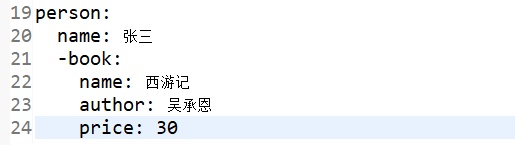 19 person:
20   name: 张三
21   -book:
22     name: 西游记
23     author: 吴承恩
24     price: 30